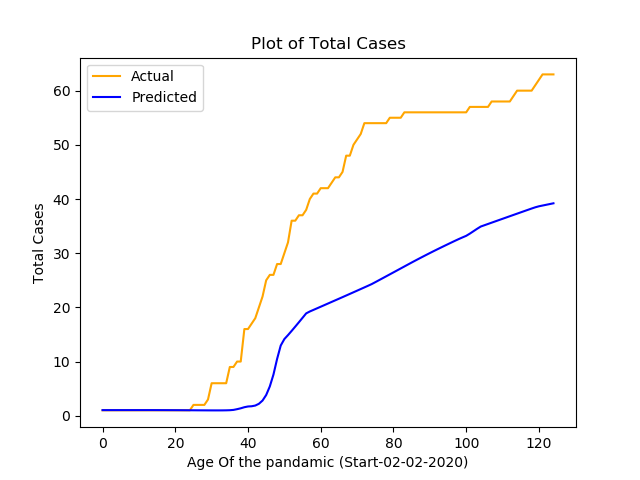 Plot of Total Cases
Actual
Predicted
Total Cases
60
50
40
30
20
10
0
0 20 40 60 80 100 120
Age Of the pandamic (Start-02-02-2020)